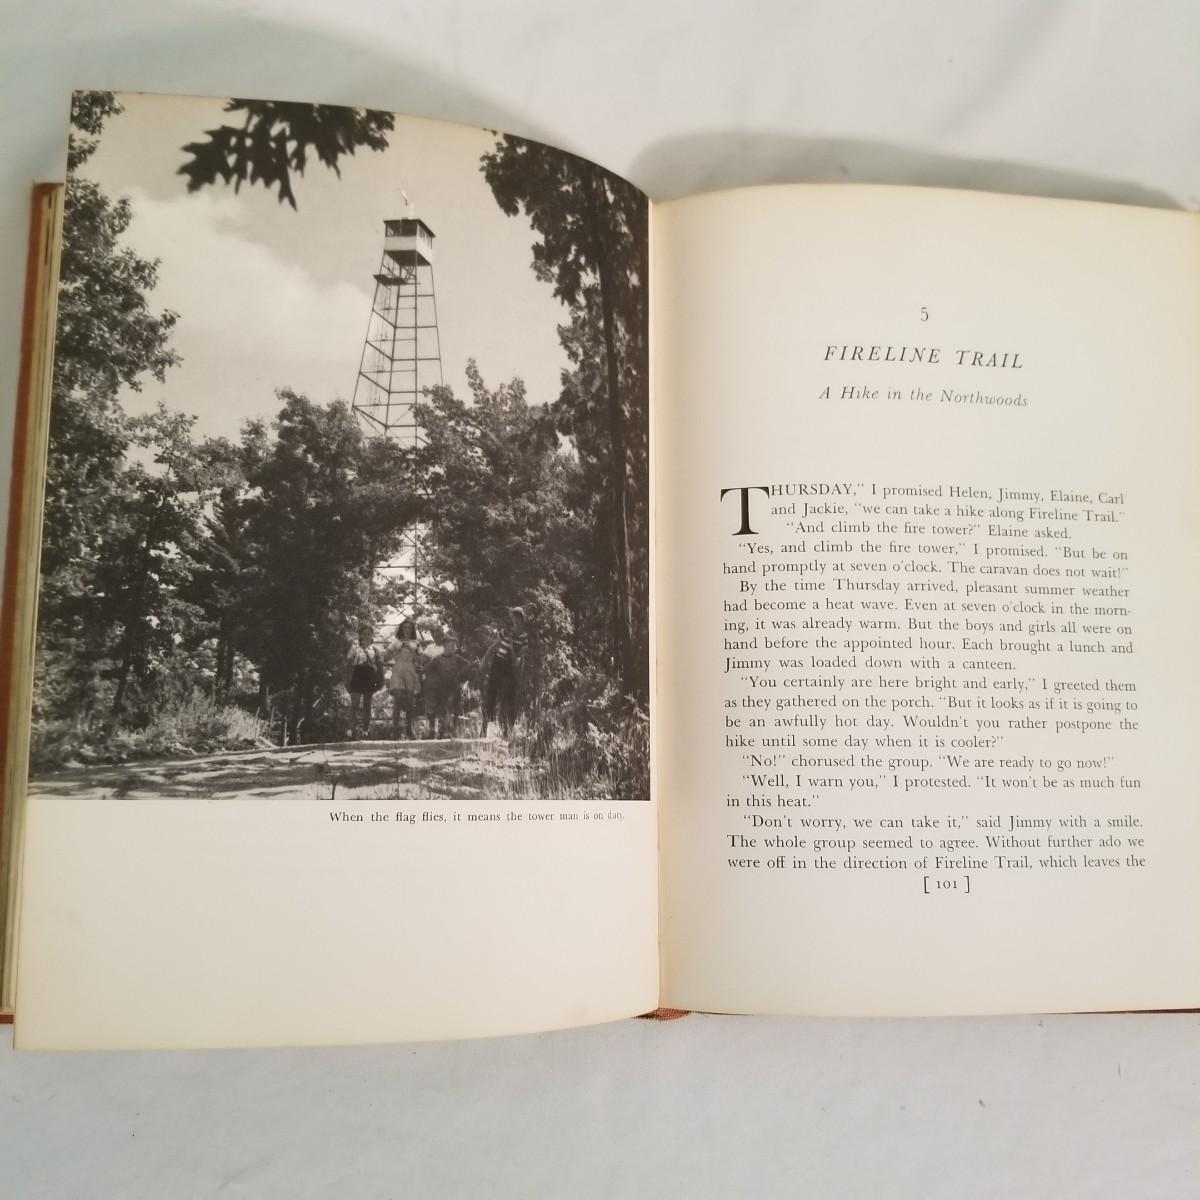 When the flag flies, it means the tower man is on duty.
5
FIRELINE TRAIL
A Hike in the Northwoods
THURSDAY," I promised Helen, Jimmy, Elaine, Carl
and Jackie, "we can take a hike along Fireline Trail."
"And climb the fire tower?" Elaine asked.
"Yes, and climb the fire tower," I promised. "But be on
hand promptly at seven o'clock. The caravan does not wait!"
By the time Thursday arrived, pleasant summer weather
had become a heat wave. Even at seven o'clock in the morn-
ing, it was already warm. But the boys and girls all were on
hand before the appointed hour. Each brought a lunch and
Jimmy was loaded down with a canteen.
"You certainly are here bright and early," I greeted them
as they gathered on the porch. "But it looks as if it is going to
be an awfully hot day. Wouldn't you rather postpone the
hike until some day when it is cooler?"
"No!" chorused the group. "We are ready to go now!"
"Well, I warn you," I protested. "It won't be as much fun
in this heat."
"Don't worry, we can take it," said Jimmy with a smile.
The whole group seemed to agree. Without further ado we
were off in the direction of Fireline Trail, which leaves the
[ 101 ]